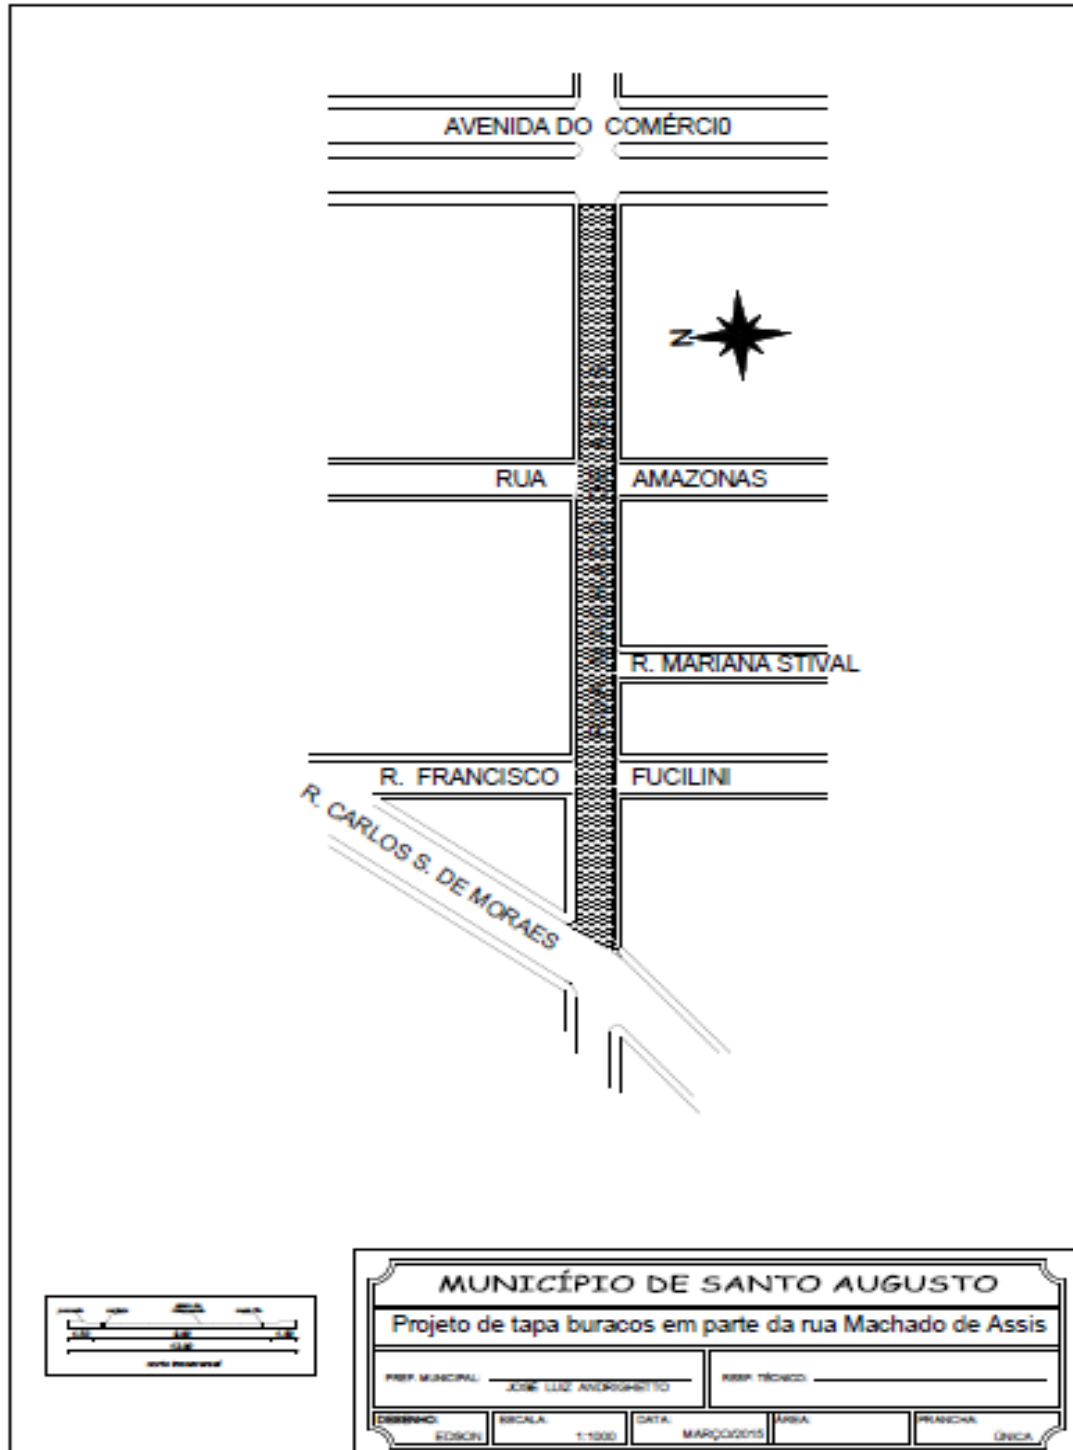 AVENIDA DO COMÉRCIO
N
RUA AMAZONAS
R. MARIANA STIVAL
R. FRANCISCO FUCILINI
R. CARLOS S. DE MORAES
MUNICÍPIO DE SANTO AUGUSTO
Projeto de tapa buracos em parte da rua Machado de Assis
PREF. MUNICIPAL:
JOSÉ LUIZ ANDRIGHETTO
RESP. TÉCNICO:
DESENHO: EDSON
ESCALA: 1:1000
DATA: MARÇO/2015
ÁREA:
PRANCHA: ÚNICA